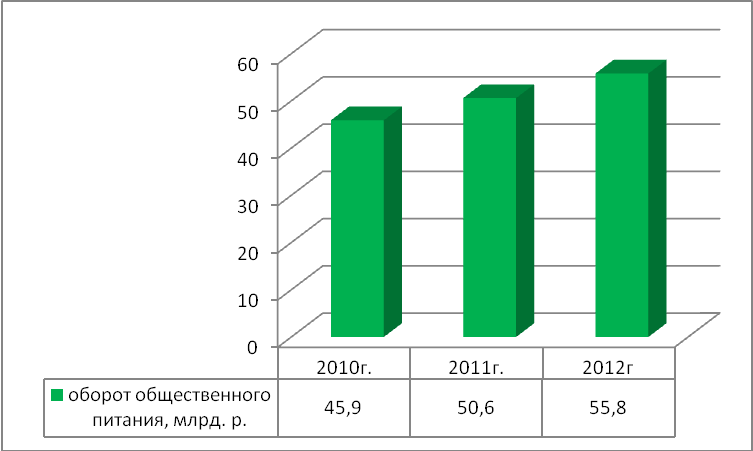 60
50
40
30
20
10
0
2010г.
2011г.
2012г
оборот общественного
питания, млрд. р.
45,9
50,6
55,8